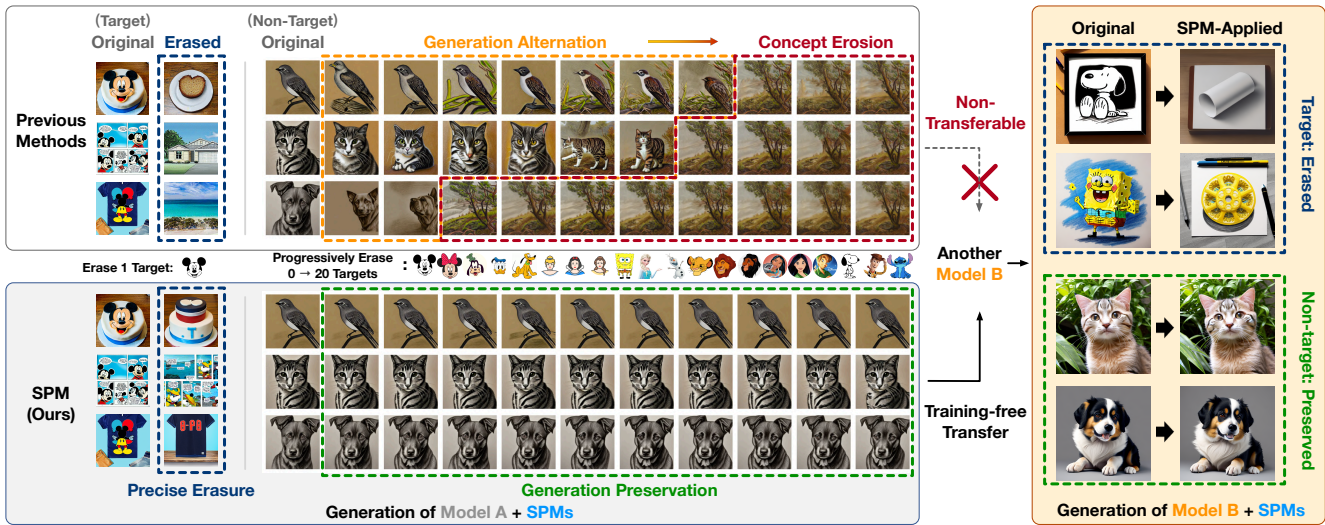 (Target)
Original
Erased
(Non-Target)
Original
Generation Alternation
Concept Erosion
Previous
Methods
Non-
Transferable
Erase 1 Target:
Progressively Erase
0 → 20 Targets
:
Another
Model B
SPM
(Ours)
Training-free
Transfer
Precise Erasure
Generation Preservation
Generation of Model A + SPMs
Original
SPM-Applied
Target: Erased
Non-target: Preserved
Generation of Model B + SPMs